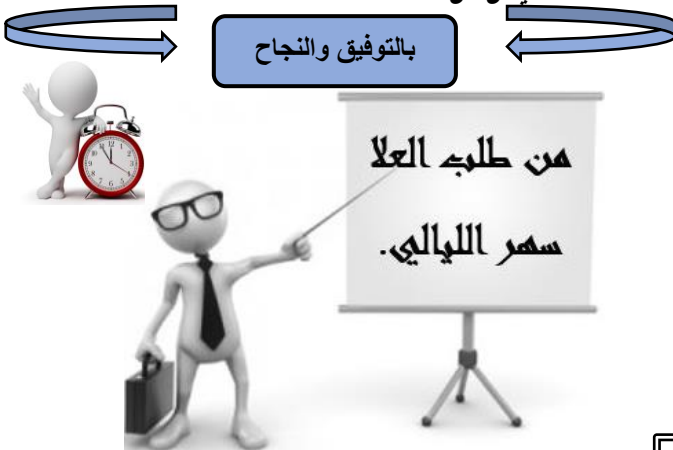 بالتوفيق والنجاح
من طلب العلا
سهر الليالي.